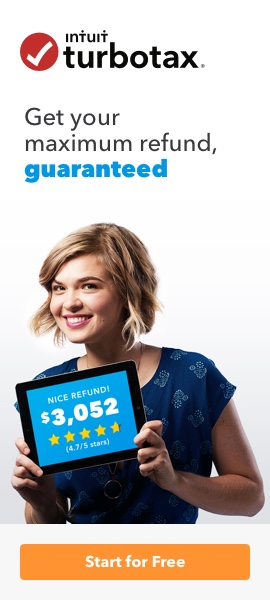 intuit
turbotax®
Get your
maximum refund,
guaranteed
NICE REFUND!
$3,052
(4.7/5 stars)
Start for Free